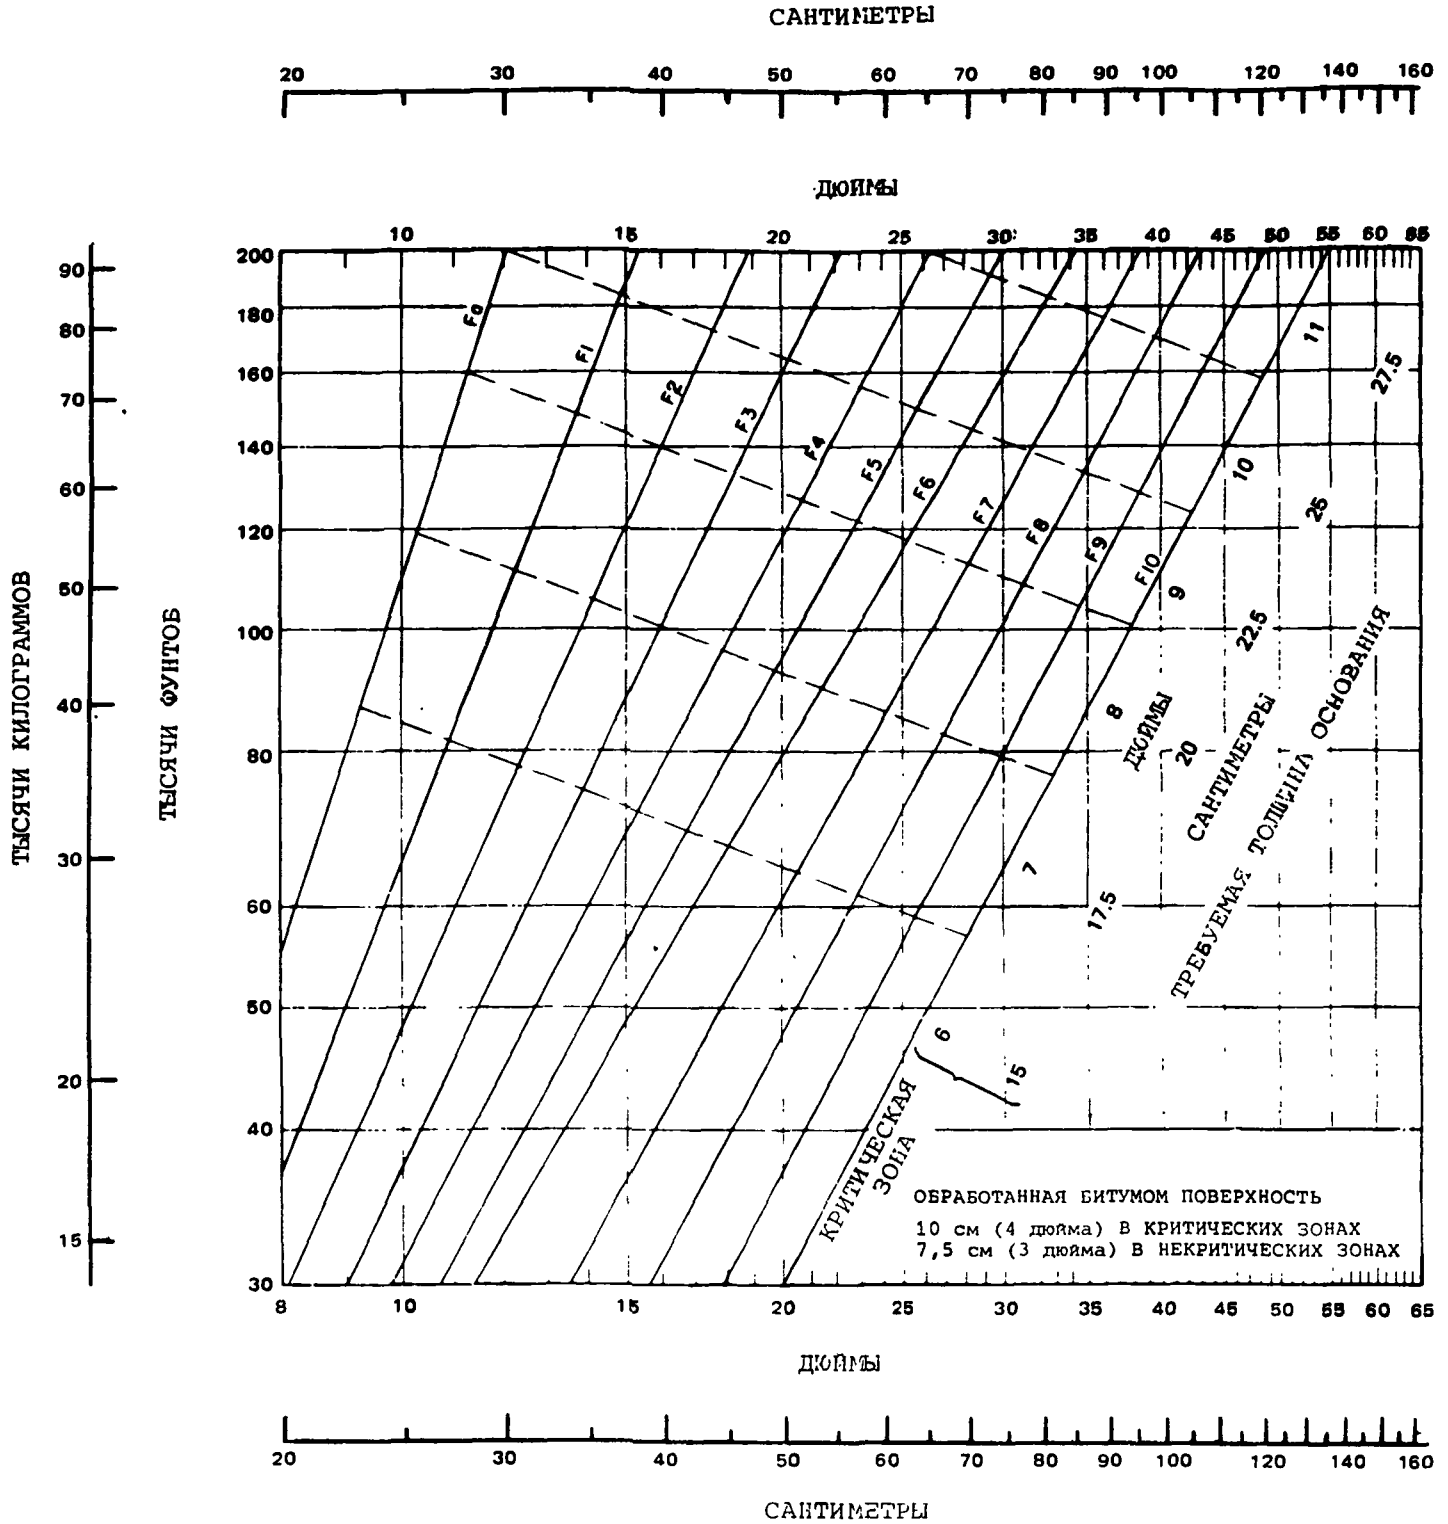 САНТИМЕТРЫ
20 30 40 50 60 70 80 90 100 120 140 160
ДЮЙМЫ
10 15 20 25 30 35 40 45 50 55 60 65
ТЫСЯЧИ КИЛОГРАММОВ
90
80
70
60
50
40
30
20
15
ТЫСЯЧИ ФУНТОВ
200
180
160
140
120
100
80
60
50
40
30
F0
F1
F2
F3
F4
F5
F6
F7
F8
F9
F10
11
27.5
10
25
9
22.5
8
ДЮЙМЫ
20
САНТИМЕТРЫ
ТРЕБУЕМАЯ ТОЛЩИНА ОСНОВАНИЯ
7
17.5
6
15
КРИТИЧЕСКАЯ
ЗОНА
ОБРАБОТАННАЯ БИТУМОМ ПОВЕРХНОСТЬ
10 см (4 дюйма) В КРИТИЧЕСКИХ ЗОНАХ
7,5 см (3 дюйма) В НЕКРИТИЧЕСКИХ ЗОНАХ
8 10 15 20 25 30 35 40 45 50 55 60 65
ДЮЙМЫ
20 30 40 50 60 70 80 90 100 120 140 160
САНТИМЕТРЫ